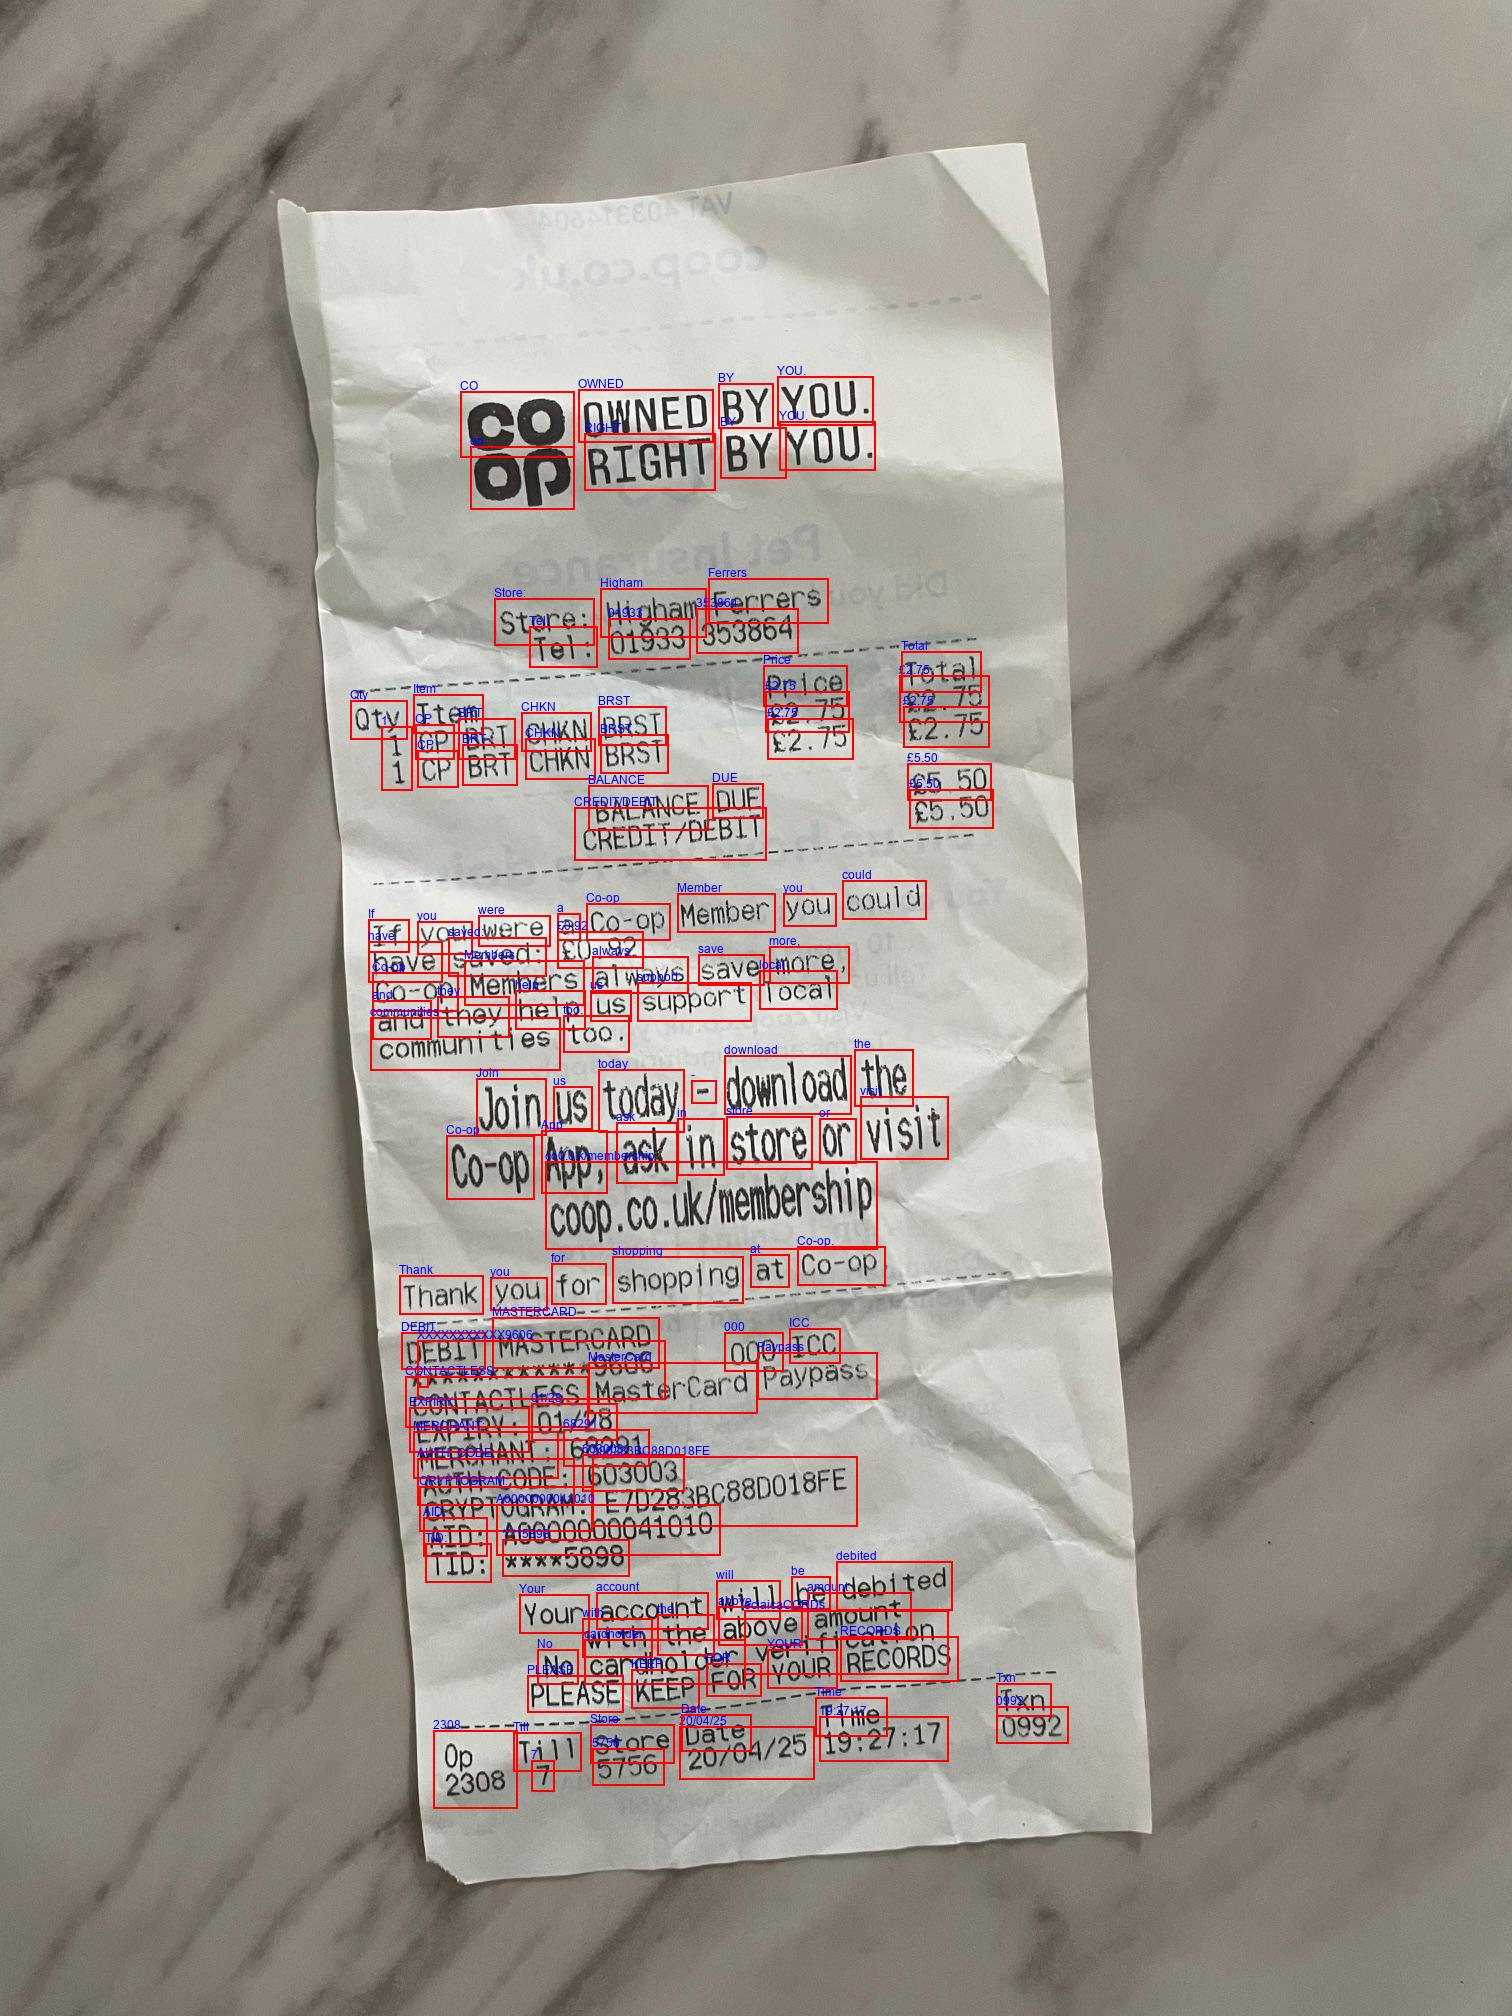 CO OWNED BY YOU.
op RIGHT BY YOU.
Store: Higham Ferrers
Tel: 01933 353864
Qty Item Price Total
1 CP BRT CHKN BRST £2.75 £2.75
1 CP BRT CHKN BRST £2.75 £2.75
BALANCE DUE £5.50
CREDIT/DEBIT £5.50
If you were a Co-op Member you could
have saved: £0.92
Co-op Members always save more,
and they help us support local
communities too.
Join us today - download the
Co-op App, ask in store or visit
coop.co.uk/membership
Thank you for shopping at Co-op.
DEBIT MASTERCARD 000 ICC
************9606
CONTACTLESS MasterCard Paypass
EXPIRY: 01/28
MERCHANT: 68291
AUTH CODE: 603003
CRYPTOGRAM: E7D283BC88D018FE
AID: A0000000041010
TID: ****5898
Your account will be debited
with the above amount
No cardholder verification
PLEASE KEEP FOR YOUR RECORDS
Op Till Store Date Time Txn
2308 7 5756 20/04/25 19:27:17 0992